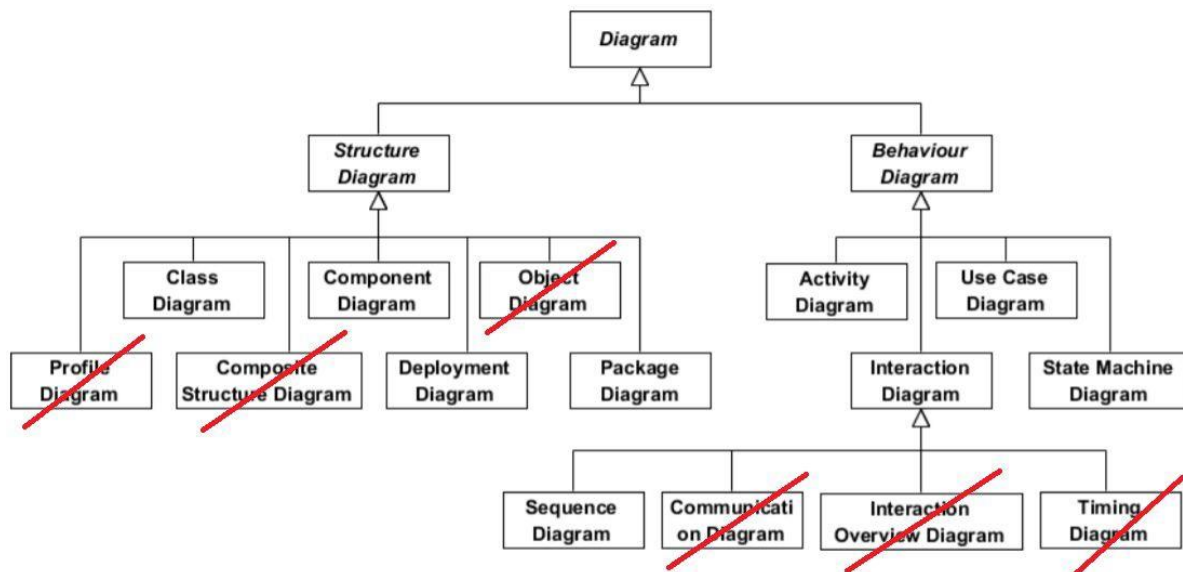 Diagram
Structure
Diagram
Behaviour
Diagram
Class
Diagram
Component
Diagram
Object
Diagram
Activity
Diagram
Use Case
Diagram
Profile
Diagram
Composite
Structure Diagram
Deployment
Diagram
Package
Diagram
Interaction
Diagram
State Machine
Diagram
Sequence
Diagram
Communicati
on Diagram
Interaction
Overview Diagram
Timing
Diagram